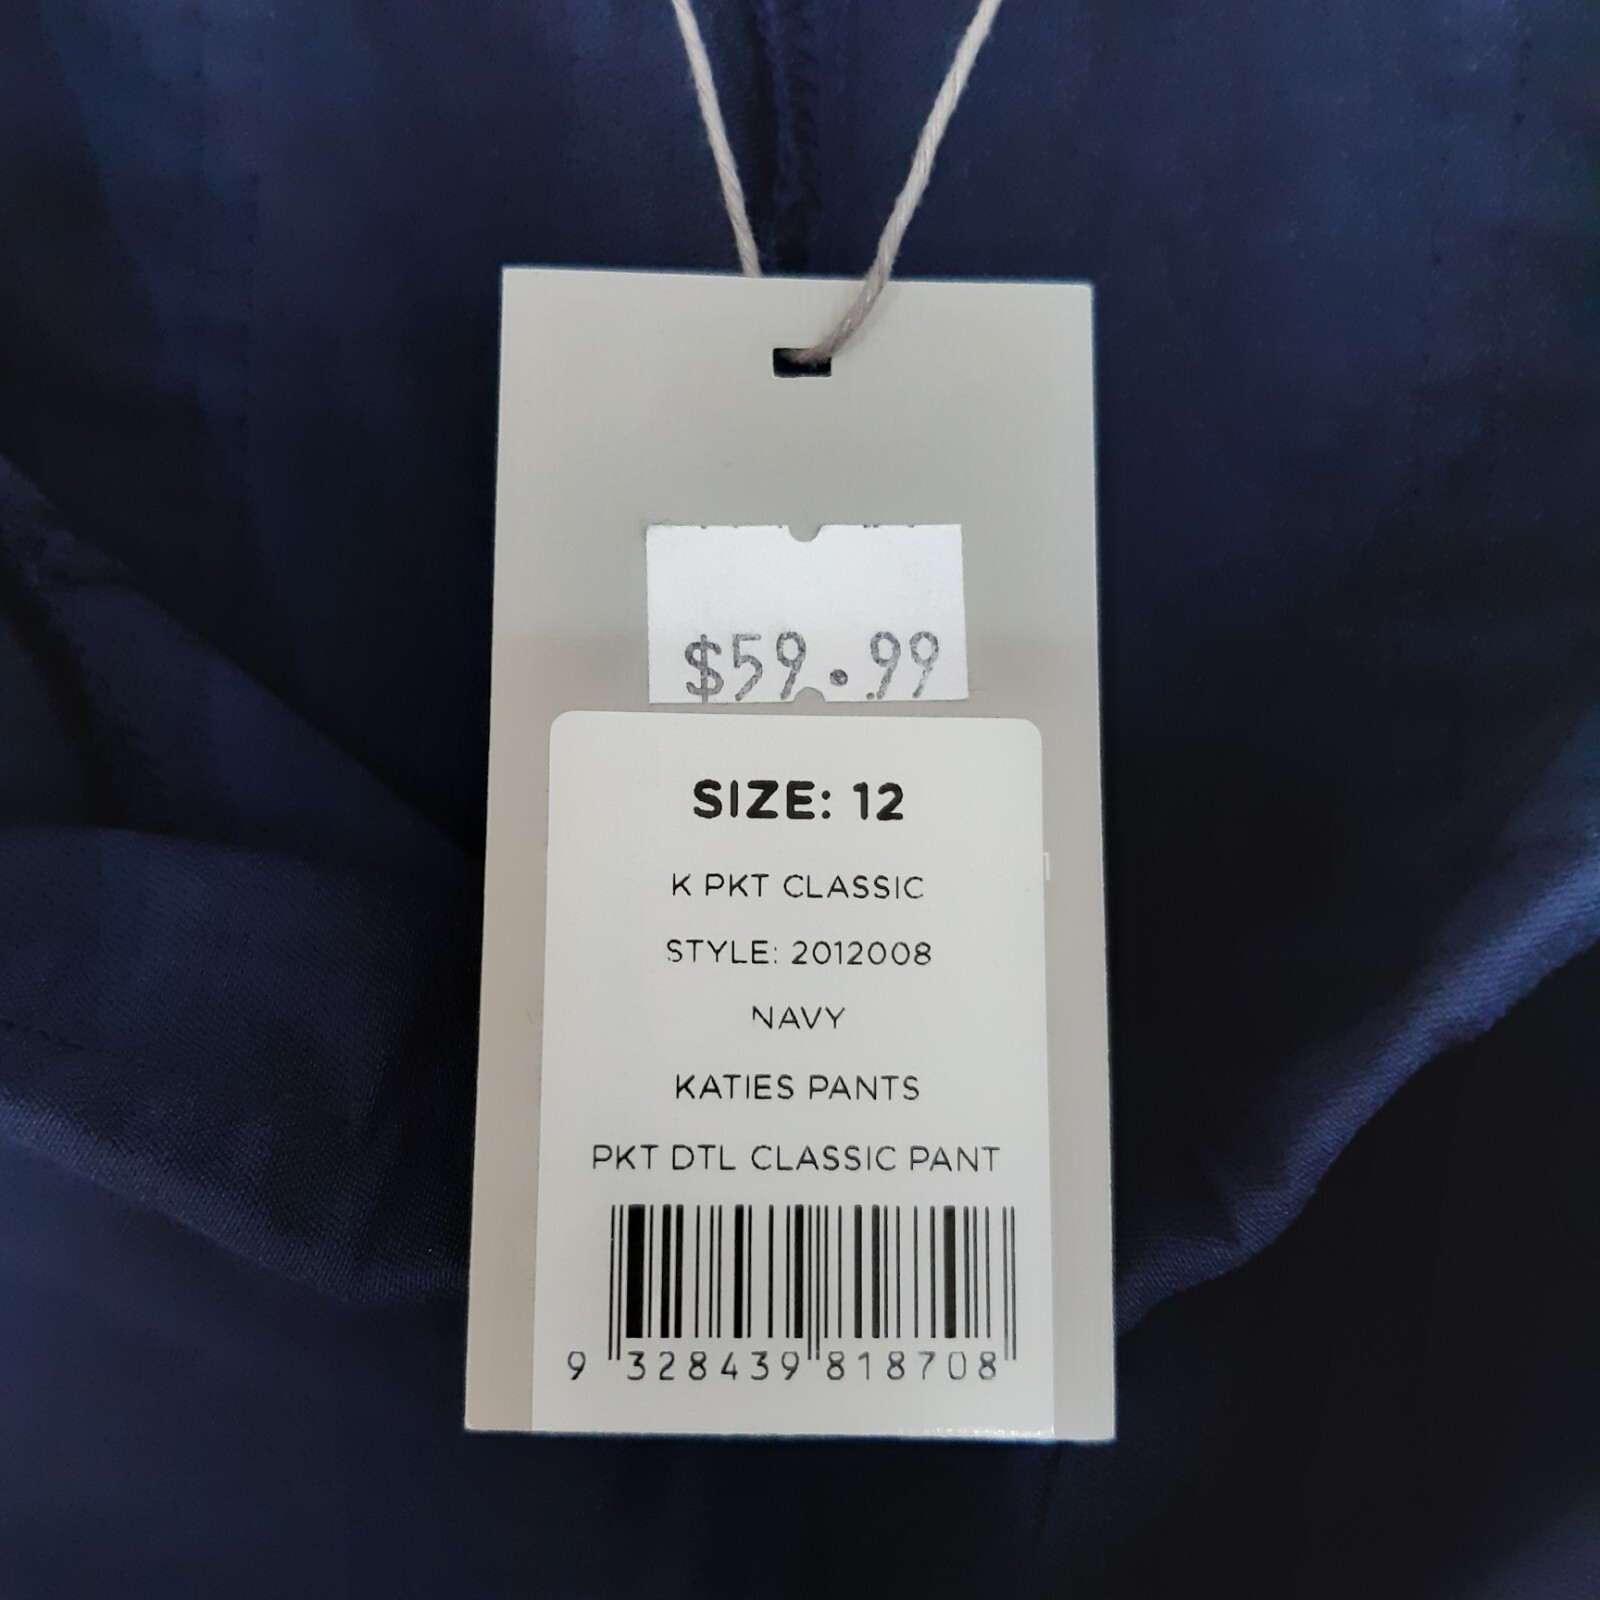 $59.99
SIZE: 12
K PKT CLASSIC
STYLE: 2012008
NAVY
KATIES PANTS
PKT DTL CLASSIC PANT
9 328439 818708